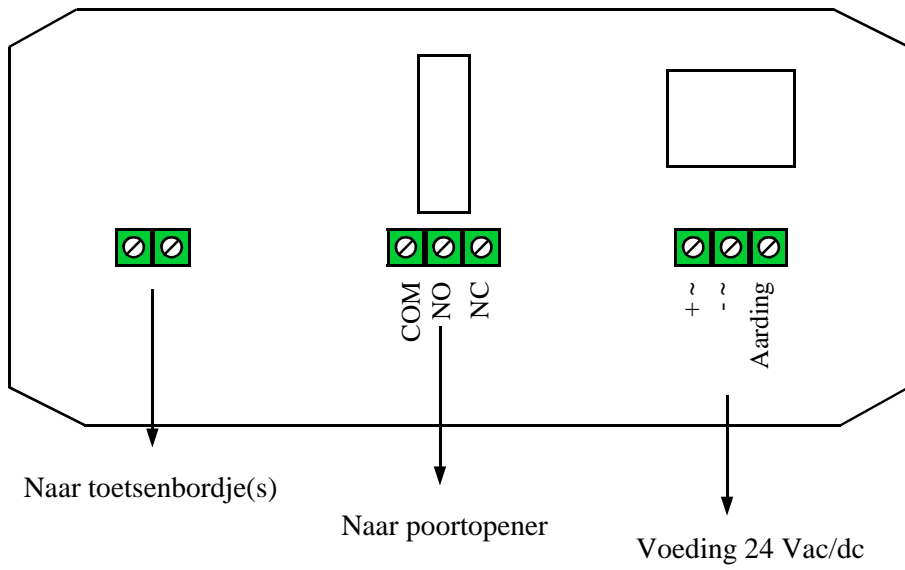 COM
NO
NC
+ ~
- ~
Aarding
Naar toetsenbordje(s)
Naar poortopener
Voeding 24 Vac/dc